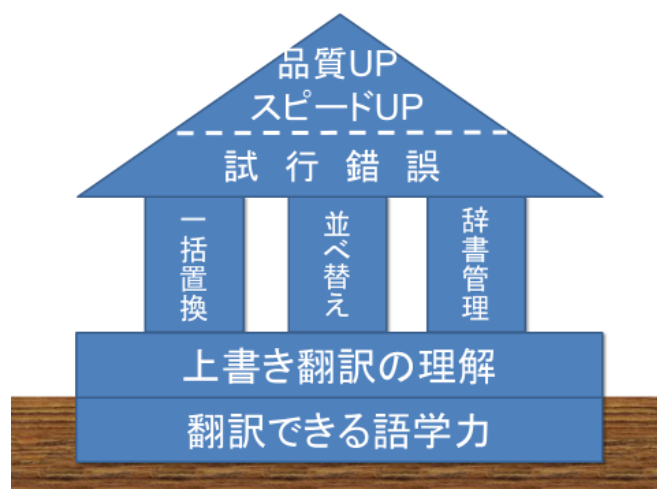 品質UP
スピードUP
試行錯誤
一括置換
並べ替え
辞書管理
上書き翻訳の理解
翻訳できる語学力